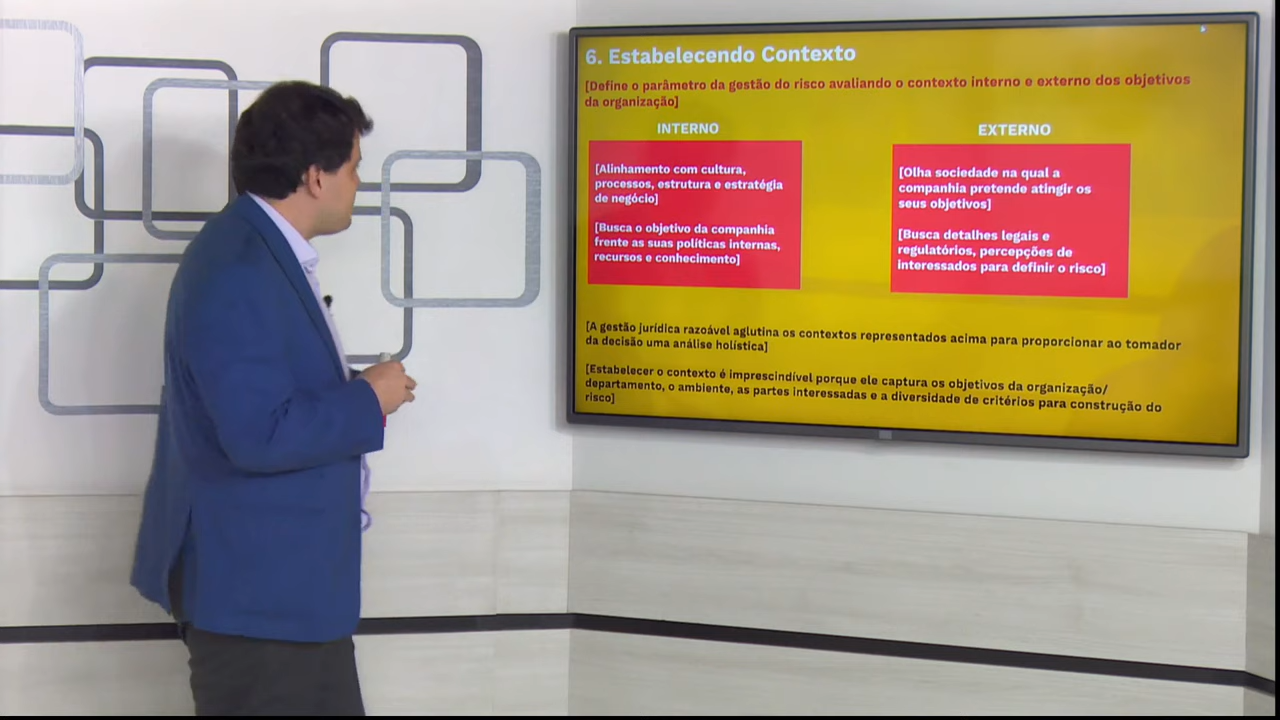 6. Estabelecendo Contexto
[Define o parâmetro da gestão do risco avaliando o contexto interno e externo dos objetivos
da organização]
INTERNO
[Alinhamento com cultura,
processos, estrutura e estratégia
de negócio]
[Busca o objetivo da companhia
frente as suas políticas internas,
recursos e conhecimento]
EXTERNO
[Olha sociedade na qual a
companhia pretende atingir os
seus objetivos]
[Busca detalhes legais e
regulatórios, percepções de
interessados para definir o risco]
[A gestão jurídica razoável aglutina os contextos representados acima para proporcionar ao tomador
da decisão uma análise holística]
[Estabelecer o contexto é imprescindível porque ele captura os objetivos da organização/
departamento, o ambiente, as partes interessadas e a diversidade de critérios para construção do
risco]